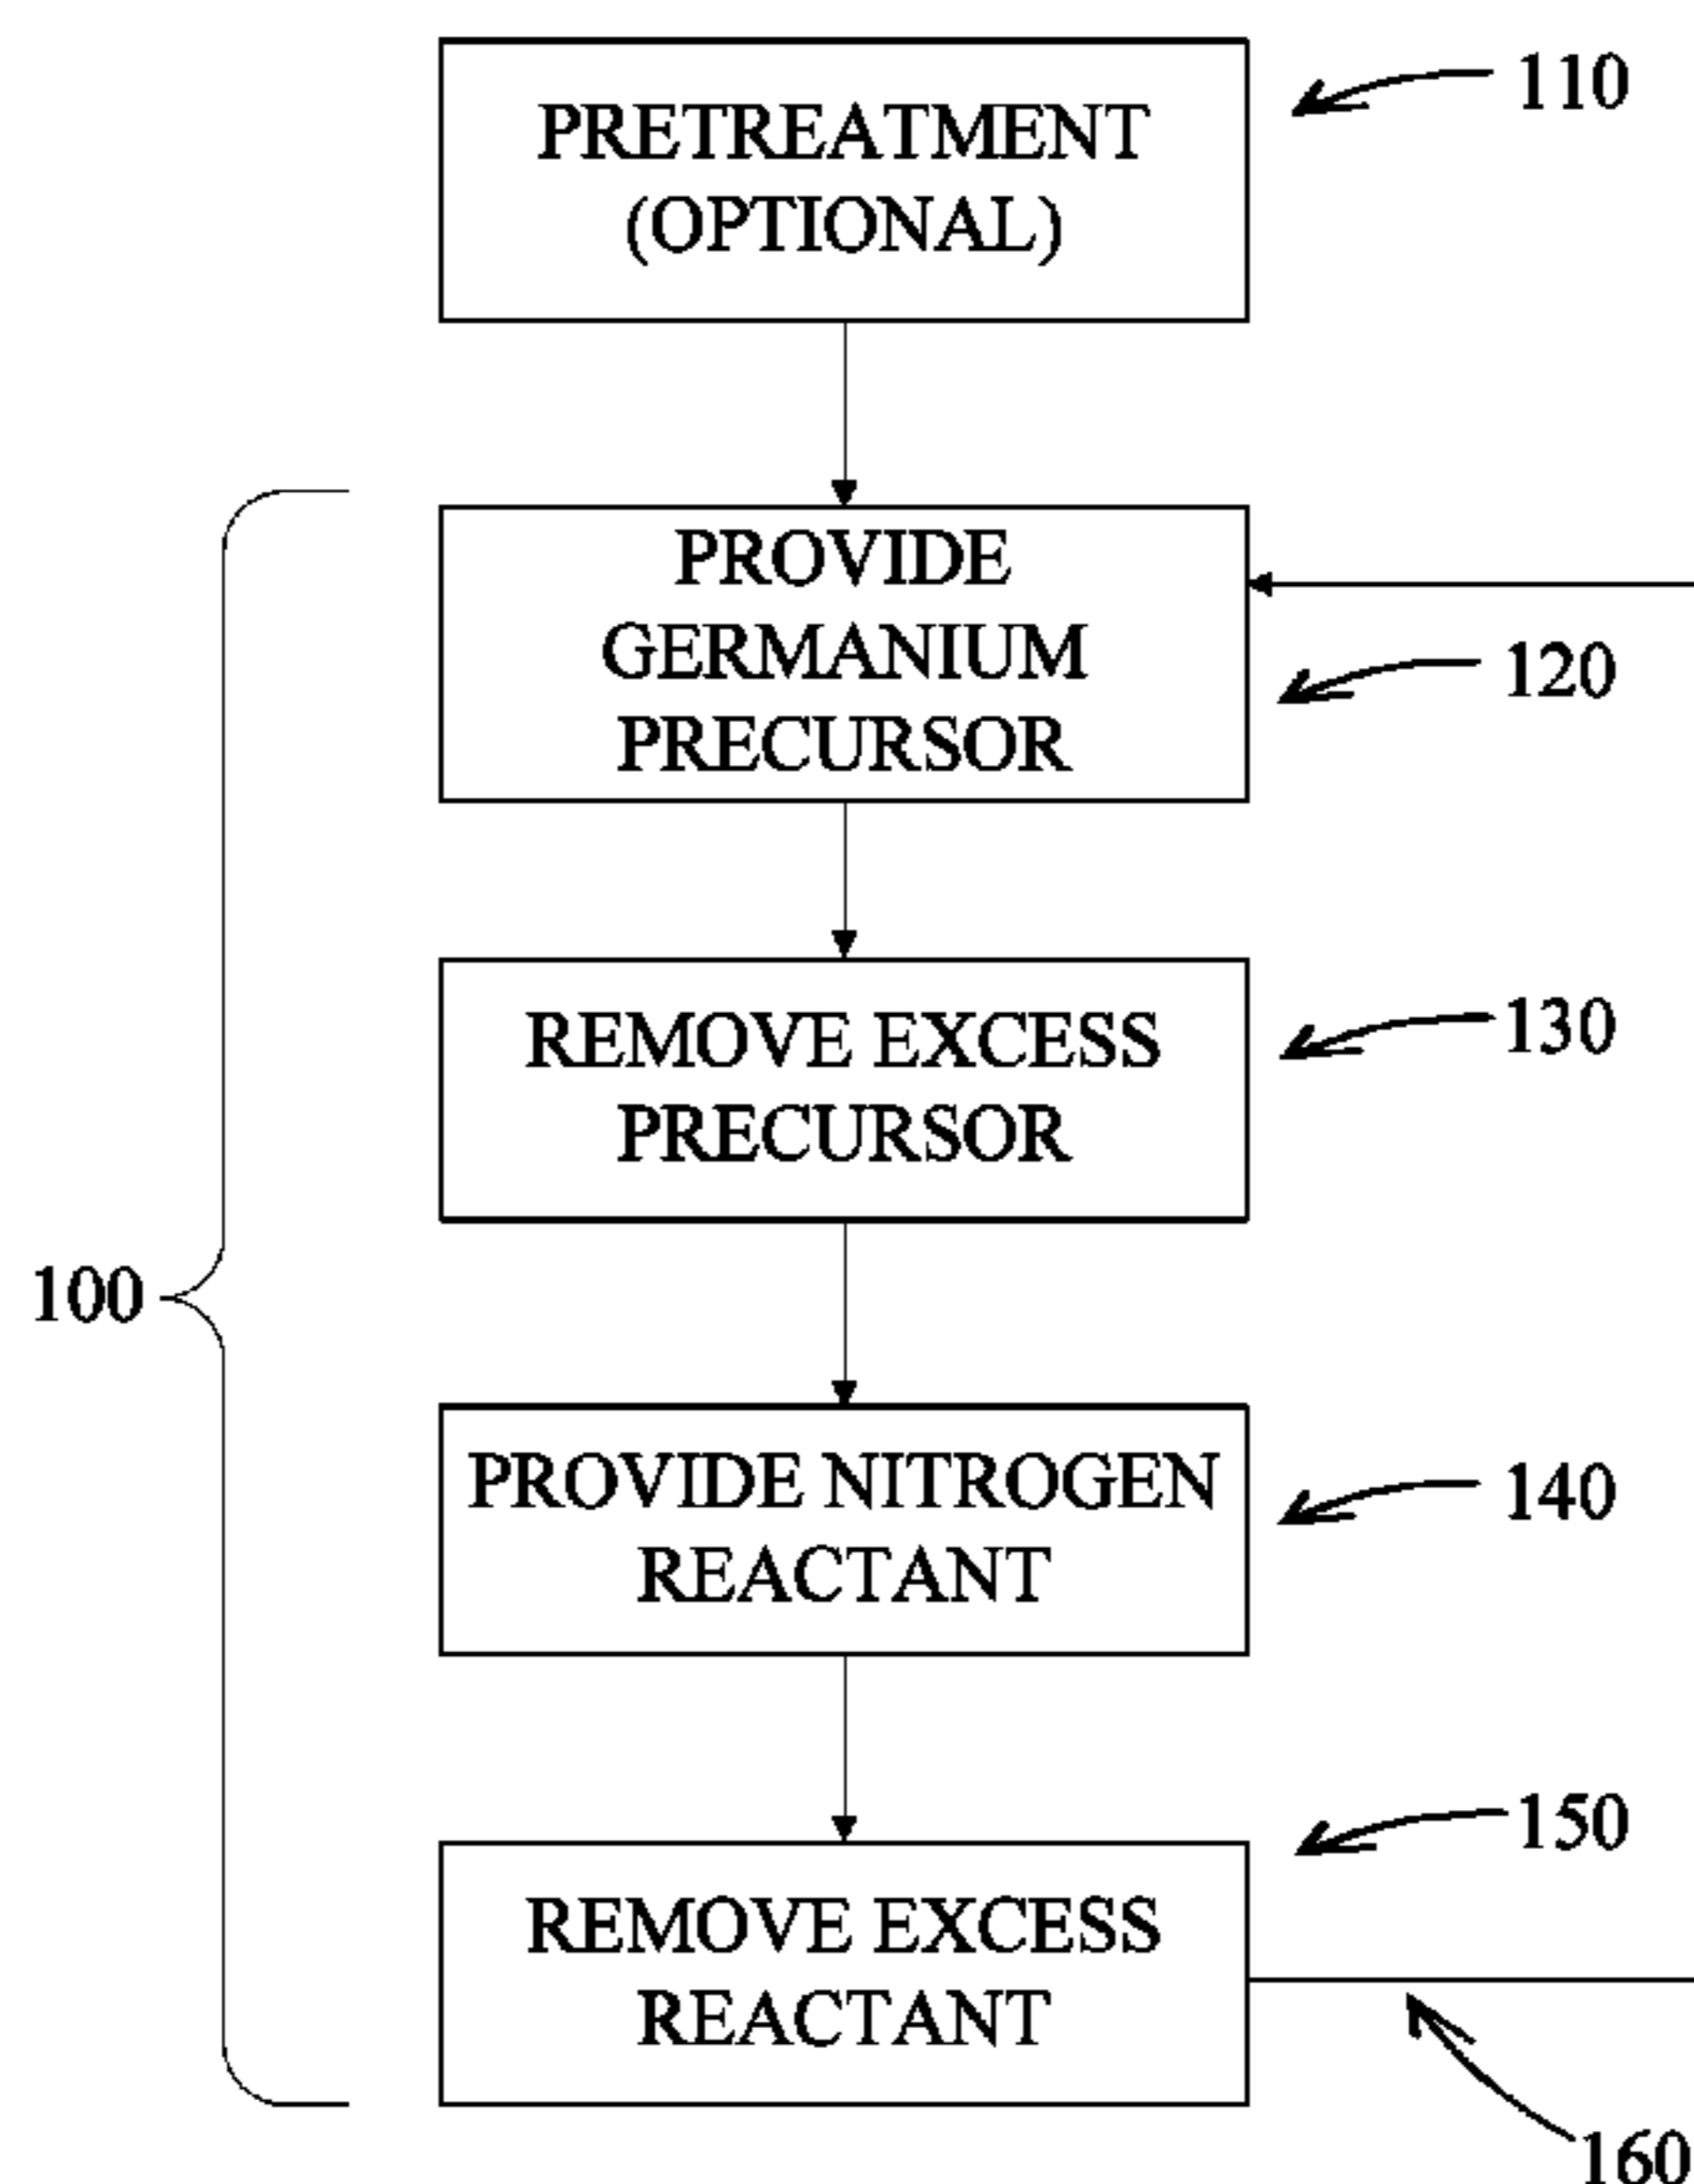 PRETREATMENT
(OPTIONAL)
110
PROVIDE
GERMANIUM
PRECURSOR
120
REMOVE EXCESS
PRECURSOR
130
100
PROVIDE NITROGEN
REACTANT
140
150
REMOVE EXCESS
REACTANT
160